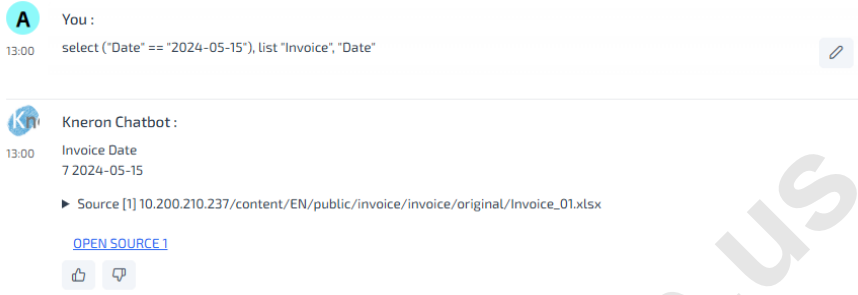 A
You :
13:00
select ("Date" == "2024-05-15"), list "Invoice", "Date"
Kneron Chatbot :
13:00
Invoice Date
7 2024-05-15
▶ Source [1] 10.200.210.237/content/EN/public/invoice/invoice/original/Invoice_01.xlsx
OPEN SOURCE 1
us